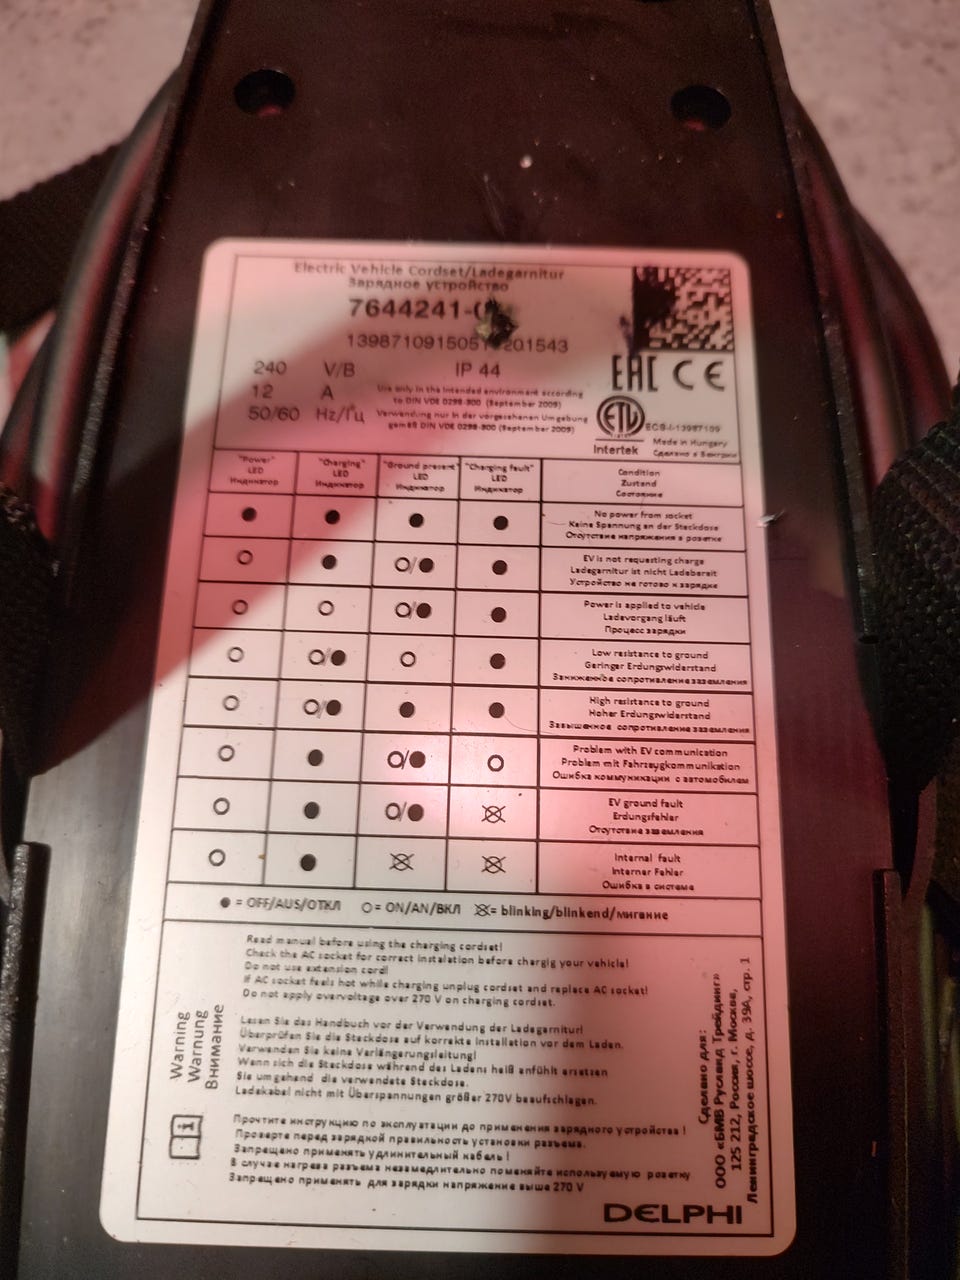 Electric Vehicle Cordset/Ladegarnitur
Зарядное устройство
7644241-
240 V/B
12 A
50/60 Hz/Гц
IP 44
Use only in the intended environment according
to DIN VDE 0298-300 (September 2009)
Verwendung nur in der vorgesehenen Umgebung
gemäß DIN VDE 0298-300 (September 2009)
EAC CE
ETL
Intertek
ECS-I-13987109
Made in Hungary
Сделано в Венгрии
"Power"
LED
Индикатор
"Charging"
LED
Индикатор
"Ground present"
LED
Индикатор
"Charging fault"
LED
Индикатор
Condition
Zustand
Состояние
No power from socket
Keine Spannung an der Steckdose
Отсутствие напряжения в розетке
EV is not requesting charge
Ladegarnitur ist nicht Ladebereit
Устройство не готово к зарядке
Power is applied to vehicle
Ladevorgang läuft
Процесс зарядки
Low resistance to ground
Geringer Erdungswiderstand
Заниженное сопротивление заземления
High resistance to ground
Hoher Erdungswiderstand
Завышенное сопротивление заземления
Problem with EV communication
Problem mit Fahrzeugkommunikation
Ошибка коммуникации с автомобилем
EV ground fault
Erdungsfehler
Отсутствие заземления
Internal fault
Interner Fehler
Ошибка в система
● = OFF/AUS/ОТКЛ ○ = ON/AN/ВКЛ = blinking/blinkend/мигание
Warning
Warnung
Внимание
Read manual before using the charging cordset!
Check the AC socket for correct instalation before chargig your vehicle!
Do not use extension cord!
If AC socket feels hot while charging unplug cordset and replace AC socket!
Do not apply overvoltage over 270 V on charging cordset.
Lesen Sie das Handbuch vor der Verwendung der Ladegarnitur!
Überprüfen Sie die Steckdose auf korrekte Installation vor dem Laden.
Verwenden Sie keine Verlängerungsleitung!
Wenn sich die Steckdose während des Ladens heiß anfühlt ersetzen
Sie umgehend die verwendete Steckdose.
Ladekabel nicht mit Überspannungen größer 270V beaufschlagen.
Прочтите инструкцию по эксплуатации до применения зарядного устройства !
Проверте перед зарядкой правильность установки разъема.
Запрещено применять удлинительный кабель !
В случае нагрева разъема незамедлительно поменяйте используемую розетку
Запрещено применять для зарядки напряжение выше 270 V
Сделано для:
ООО «БМВ Русланд Трейдинг»
125 212, Россия, г. Москве,
Ленинградское шоссе, д. 39А, стр. 1
DELPHI